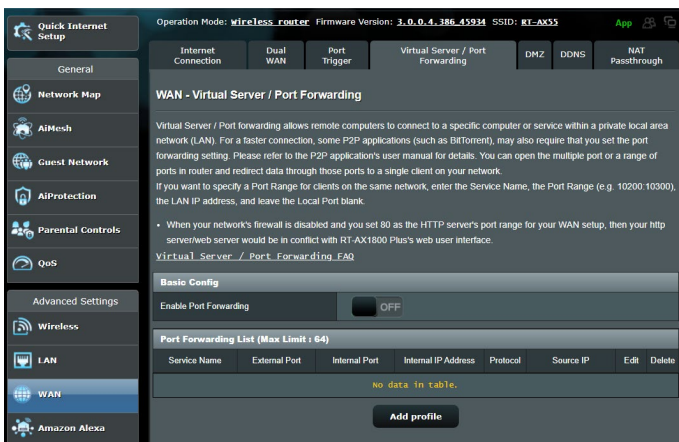 Quick Internet
Setup
General
Network Map
AiMesh
Guest Network
AiProtection
Parental Controls
QoS
Advanced Settings
Wireless
LAN
WAN
Amazon Alexa
Operation Mode: Wireless router Firmware Version: 3.0.0.4.386_45934 SSID: RT-AX55
App
Internet
Connection
Dual
WAN
Port
Trigger
Virtual Server / Port
Forwarding
DMZ
DDNS
NAT
Passthrough
WAN - Virtual Server / Port Forwarding
Virtual Server / Port forwarding allows remote computers to connect to a specific computer or service within a private local area
network (LAN). For a faster connection, some P2P applications (such as BitTorrent), may also require that you set the port
forwarding setting. Please refer to the P2P application's user manual for details. You can open the multiple port or a range of
ports in router and redirect data through those ports to a single client on your network.
If you want to specify a Port Range for clients on the same network, enter the Service Name, the Port Range (e.g. 10200:10300),
the LAN IP address, and leave the Local Port blank.
• When your network's firewall is disabled and you set 80 as the HTTP server's port range for your WAN setup, then your http
server/web server would be in conflict with RT-AX1800 Plus's web user interface.
Virtual Server / Port Forwarding FAQ
Basic Config
Enable Port Forwarding
OFF
Port Forwarding List (Max Limit : 64)
Service Name External Port Internal Port Internal IP Address Protocol Source IP Edit Delete
No data in table.
Add profile